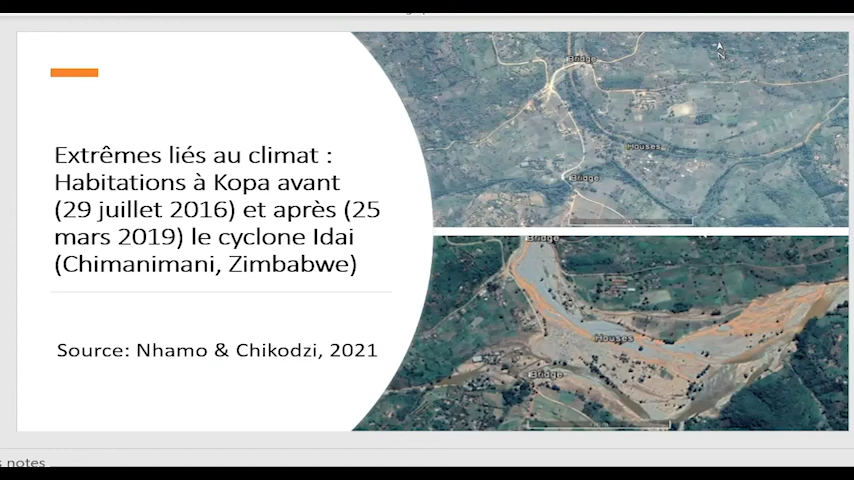 Extrêmes liés au climat :
Habitations à Kopa avant
(29 juillet 2016) et après (25
mars 2019) le cyclone Idai
(Chimanimani, Zimbabwe)
Source: Nhamo & Chikodzi, 2021
Bridge
N
Houses
Bridge
Bridge
Houses
Bridge
notes